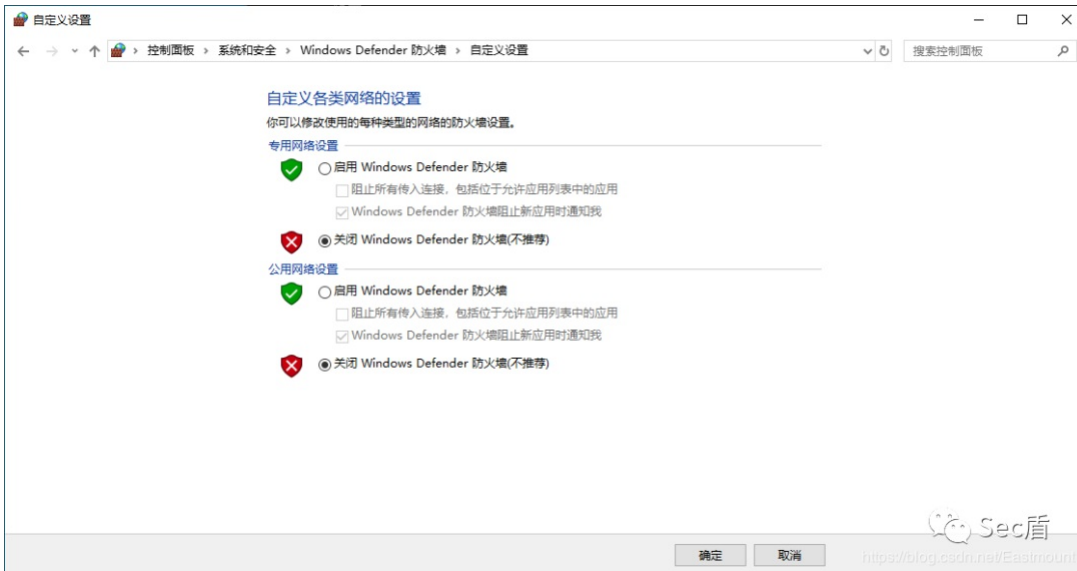 自定义设置
控制面板 › 系统和安全 › Windows Defender 防火墙 › 自定义设置
搜索控制面板
自定义各类网络的设置
你可以修改使用的每种类型的网络的防火墙设置。
专用网络设置
启用 Windows Defender 防火墙
阻止所有传入连接，包括位于允许应用列表中的应用
Windows Defender 防火墙阻止新应用时通知我
关闭 Windows Defender 防火墙(不推荐)
公用网络设置
启用 Windows Defender 防火墙
阻止所有传入连接，包括位于允许应用列表中的应用
Windows Defender 防火墙阻止新应用时通知我
关闭 Windows Defender 防火墙(不推荐)
Sec盾
确定
取消
https://blog.csdn.net/Eastmount